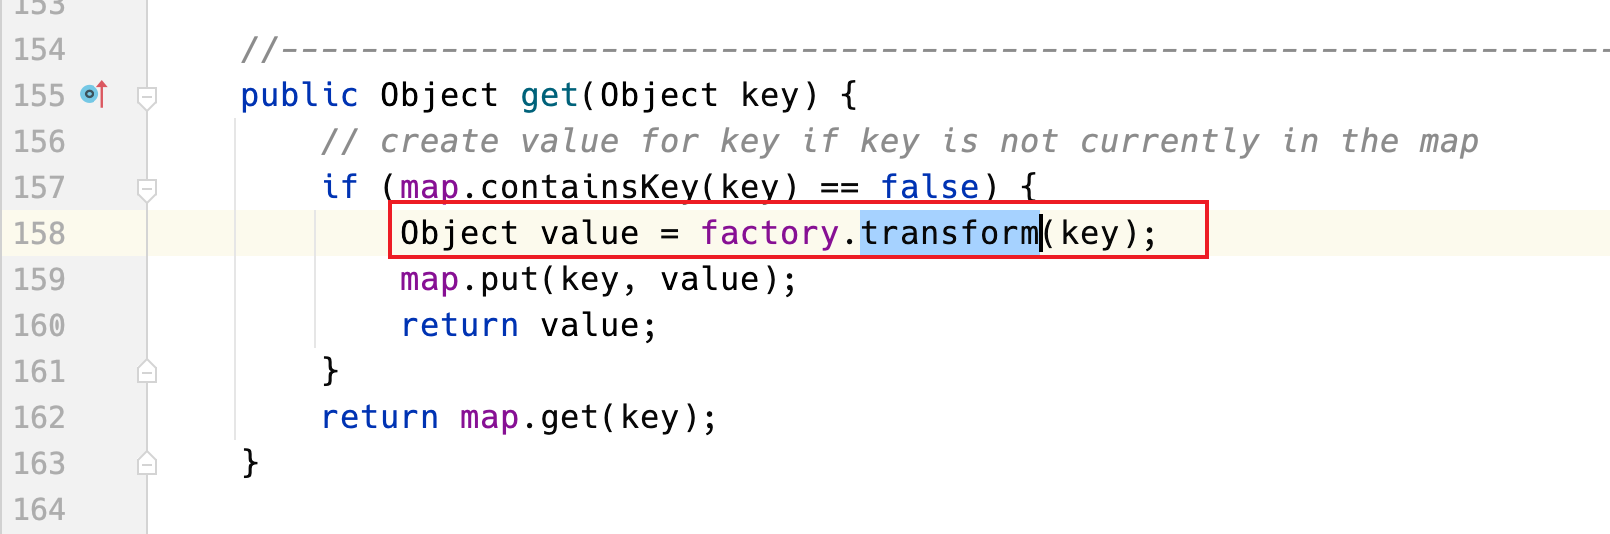 153
154 //-----------------------------------------------------------------------
155 public Object get(Object key) {
156 // create value for key if key is not currently in the map
157 if (map.containsKey(key) == false) {
158 Object value = factory.transform(key);
159 map.put(key, value);
160 return value;
161 }
162 return map.get(key);
163 }
164